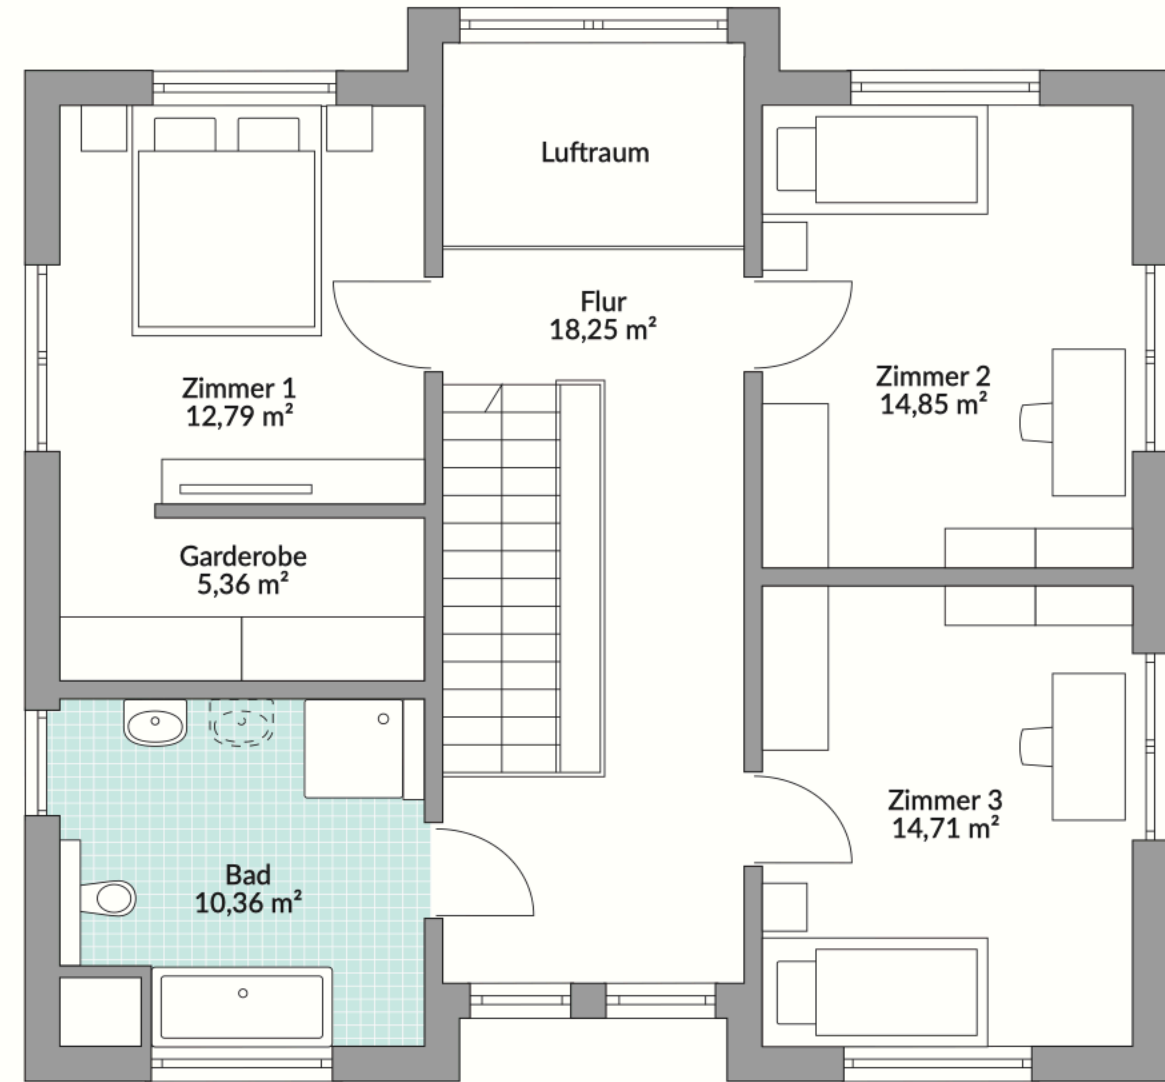 Luftraum
Flur
18,25 m²
Zimmer 1
12,79 m²
Zimmer 2
14,85 m²
Garderobe
5,36 m²
Zimmer 3
14,71 m²
Bad
10,36 m²